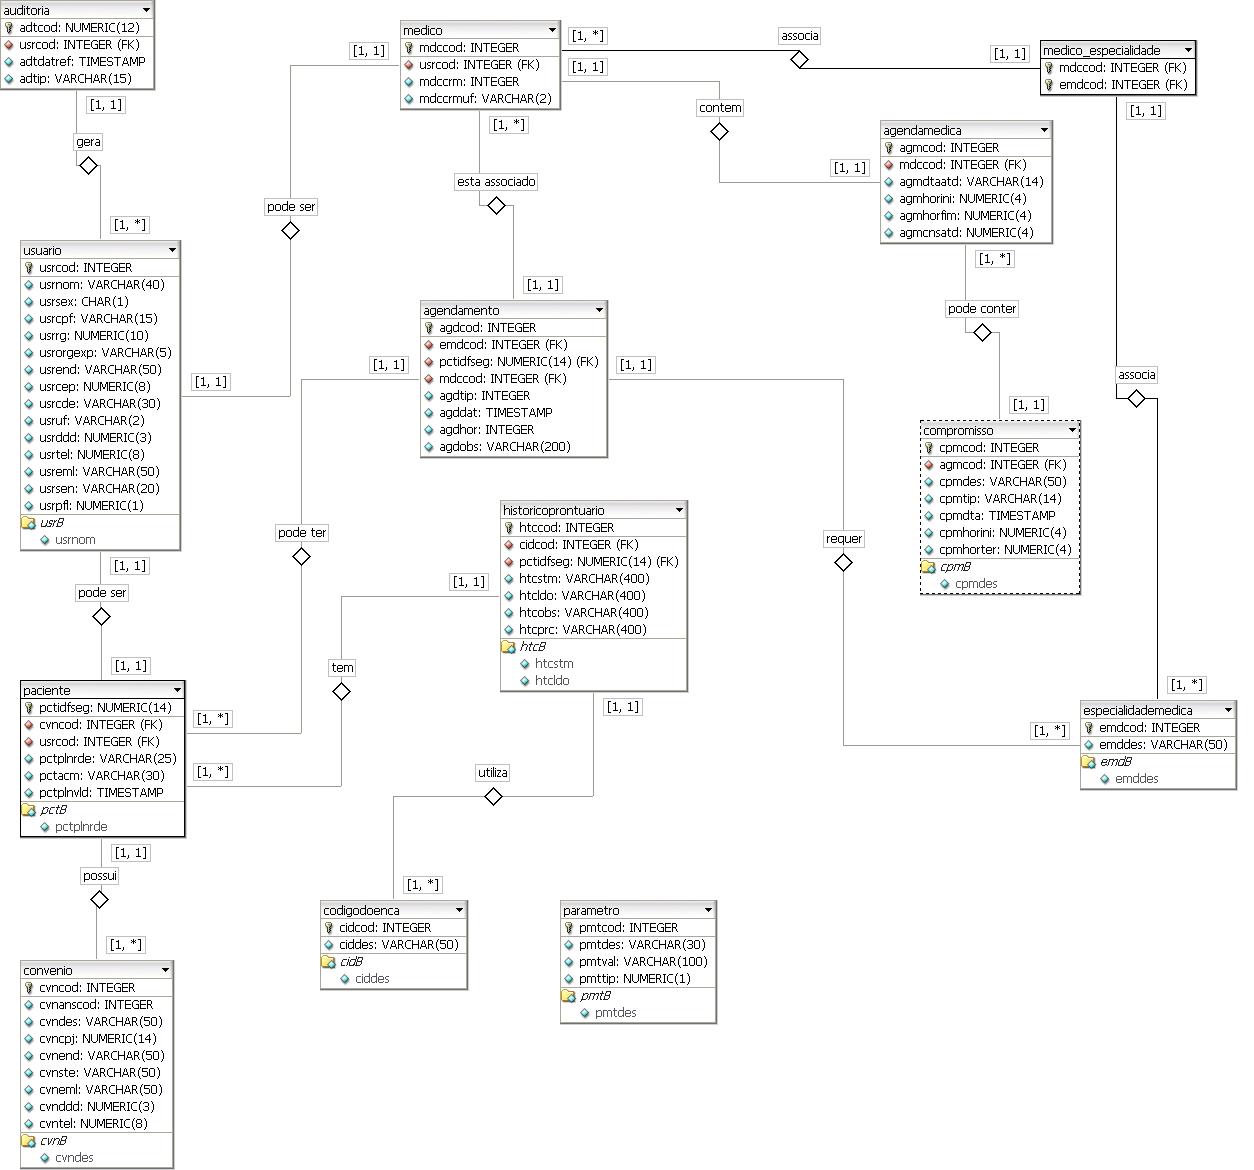 auditoria
adtcod: NUMERIC(12)
usrcod: INTEGER (FK)
adtdatref: TIMESTAMP
adtip: VARCHAR(15)
[1, 1]
gera
[1, *]
usuario
usrcod: INTEGER
usrnom: VARCHAR(40)
usrsex: CHAR(1)
usrcpf: VARCHAR(15)
usrrg: NUMERIC(10)
usrorgexp: VARCHAR(5)
usrend: VARCHAR(50)
usrcep: NUMERIC(8)
usrcde: VARCHAR(30)
usruf: VARCHAR(2)
usrddd: NUMERIC(3)
usrtel: NUMERIC(8)
usreml: VARCHAR(50)
usrsen: VARCHAR(20)
usrpfl: NUMERIC(1)
usrB
usrnom
[1, 1]
pode ser
[1, 1]
[1, 1]
pode ser
[1, 1]
medico
mdccod: INTEGER
usrcod: INTEGER (FK)
mdccrm: INTEGER
mdccrmuf: VARCHAR(2)
[1, *]
associa
[1, 1]
medico_especialidade
mdccod: INTEGER (FK)
emdcod: INTEGER (FK)
[1, 1]
associa
[1, *]
[1, 1]
contem
[1, 1]
agendamedica
agmcod: INTEGER
mdccod: INTEGER (FK)
agmdtaatd: VARCHAR(14)
agmhorini: NUMERIC(4)
agmhorfim: NUMERIC(4)
agmcnsatd: NUMERIC(4)
[1, *]
pode conter
[1, 1]
compromisso
cpmcod: INTEGER
agmcod: INTEGER (FK)
cpmdes: VARCHAR(50)
cpmtip: VARCHAR(14)
cpmdta: TIMESTAMP
cpmhorini: NUMERIC(4)
cpmhorter: NUMERIC(4)
cpmB
cpmdes
[1, *]
esta associado
[1, 1]
agendamento
agdcod: INTEGER
emdcod: INTEGER (FK)
pctidfseg: NUMERIC(14) (FK)
mdccod: INTEGER (FK)
agdtip: INTEGER
agddat: TIMESTAMP
agdhor: INTEGER
agdobs: VARCHAR(200)
[1, 1]
pode ter
[1, *]
[1, 1]
requer
[1, *]
especialidademedica
emdcod: INTEGER
emddes: VARCHAR(50)
emdB
emddes
historicoprontuario
htccod: INTEGER
cidcod: INTEGER (FK)
pctidfseg: NUMERIC(14) (FK)
htcstm: VARCHAR(400)
htcldo: VARCHAR(400)
htcobs: VARCHAR(400)
htcprc: VARCHAR(400)
htcB
htcstm
htcldo
[1, 1]
tem
[1, *]
[1, 1]
utiliza
[1, *]
paciente
pctidfseg: NUMERIC(14)
cvncod: INTEGER (FK)
usrcod: INTEGER (FK)
pctplnrde: VARCHAR(25)
pctacm: VARCHAR(30)
pctplnvld: TIMESTAMP
pctB
pctplnrde
[1, 1]
possui
[1, *]
convenio
cvncod: INTEGER
cvnanscod: INTEGER
cvndes: VARCHAR(50)
cvncpj: NUMERIC(14)
cvnend: VARCHAR(50)
cvnste: VARCHAR(50)
cvneml: VARCHAR(50)
cvnddd: NUMERIC(3)
cvntel: NUMERIC(8)
cvnB
cvndes
codigodoenca
cidcod: INTEGER
ciddes: VARCHAR(50)
cidB
ciddes
parametro
pmtcod: INTEGER
pmtdes: VARCHAR(30)
pmtval: VARCHAR(100)
pmttip: NUMERIC(1)
pmtB
pmtdes